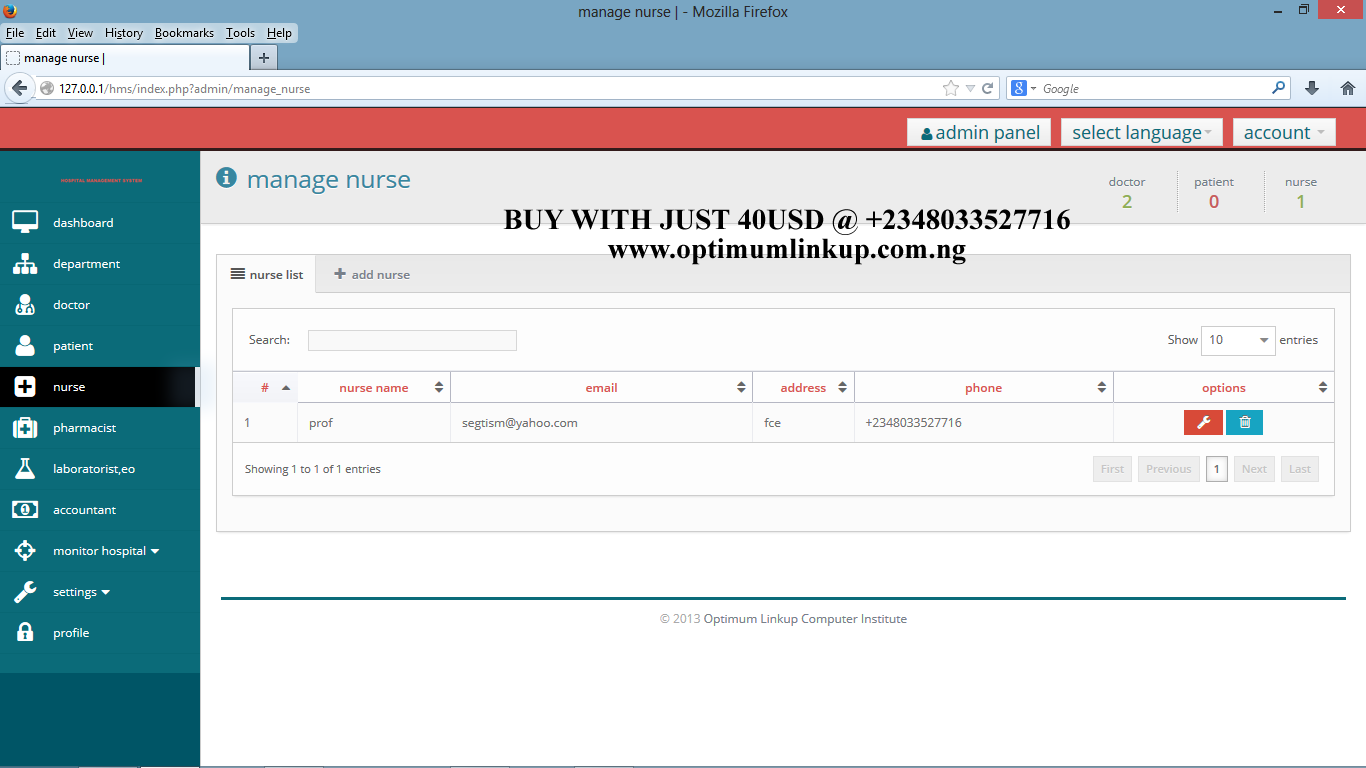 manage nurse | - Mozilla Firefox
File Edit View History Bookmarks Tools Help
manage nurse |
127.0.0.1/hms/index.php?admin/manage_nurse
8 Google
admin panel select language account
HOSPITAL MANAGEMENT SYSTEM
manage nurse
doctor patient nurse
2 0 1
BUY WITH JUST 40USD @ +2348033527716
www.optimumlinkup.com.ng
dashboard
department
doctor
patient
nurse
pharmacist
laboratorist,eo
accountant
monitor hospital
settings
profile
nurse list add nurse
Search: Show 10 entries
# nurse name email address phone options
1 prof segtism@yahoo.com fce +2348033527716
Showing 1 to 1 of 1 entries First Previous 1 Next Last
© 2013 Optimum Linkup Computer Institute